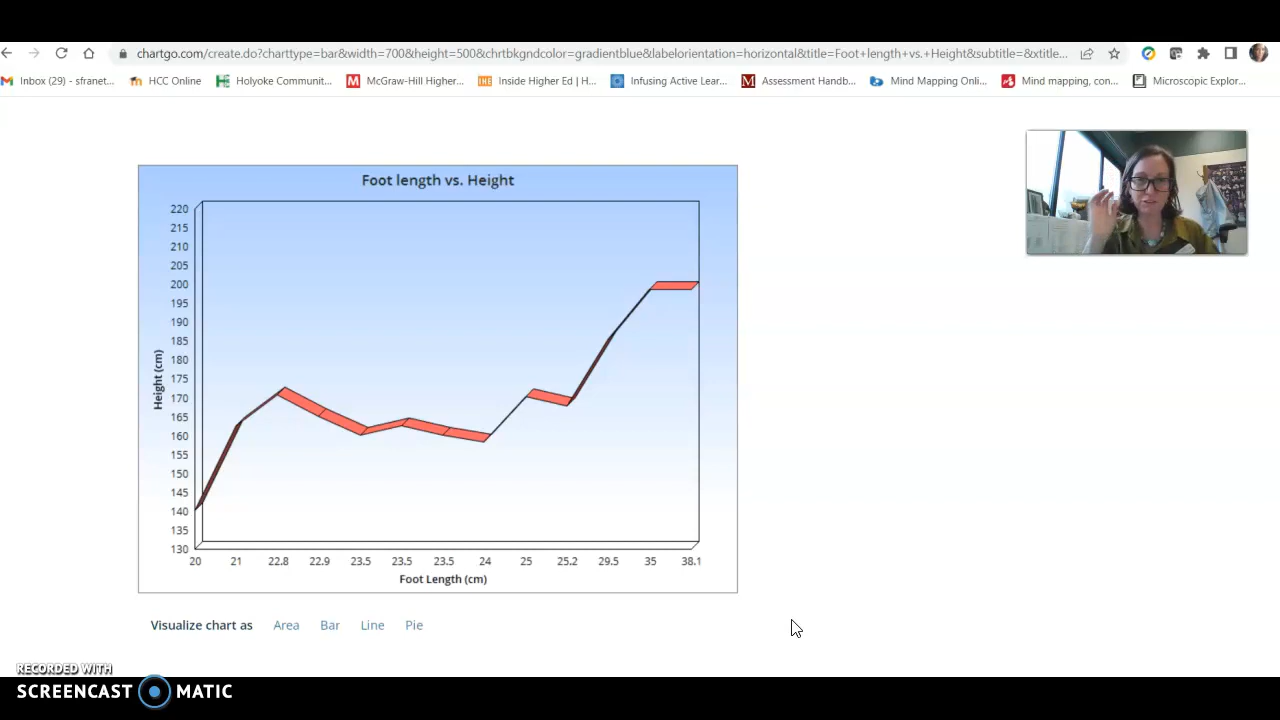 chartgo.com/create.do?charttype=bar&width=700&height=500&chrtbkgndcolor=gradientblue&labelorientation=horizontal&title=Foot+length+vs.+Height&subtitle=&xtitle...
Inbox (29) - sfranet... HCC Online Holyoke Communit... McGraw-Hill Higher... Inside Higher Ed | H... Infusing Active Lear... Assessment Handb... Mind Mapping Onli... Mind mapping, con... Microscopic Explor...
Foot length vs. Height
220
215
210
205
200
195
190
185
180
175
170
165
160
155
150
145
140
135
130
Height (cm)
20 21 22.8 22.9 23.5 23.5 23.5 24 25 25.2 29.5 35 38.1
Foot Length (cm)
Visualize chart as Area Bar Line Pie
RECORDED WITH
SCREENCAST MATIC